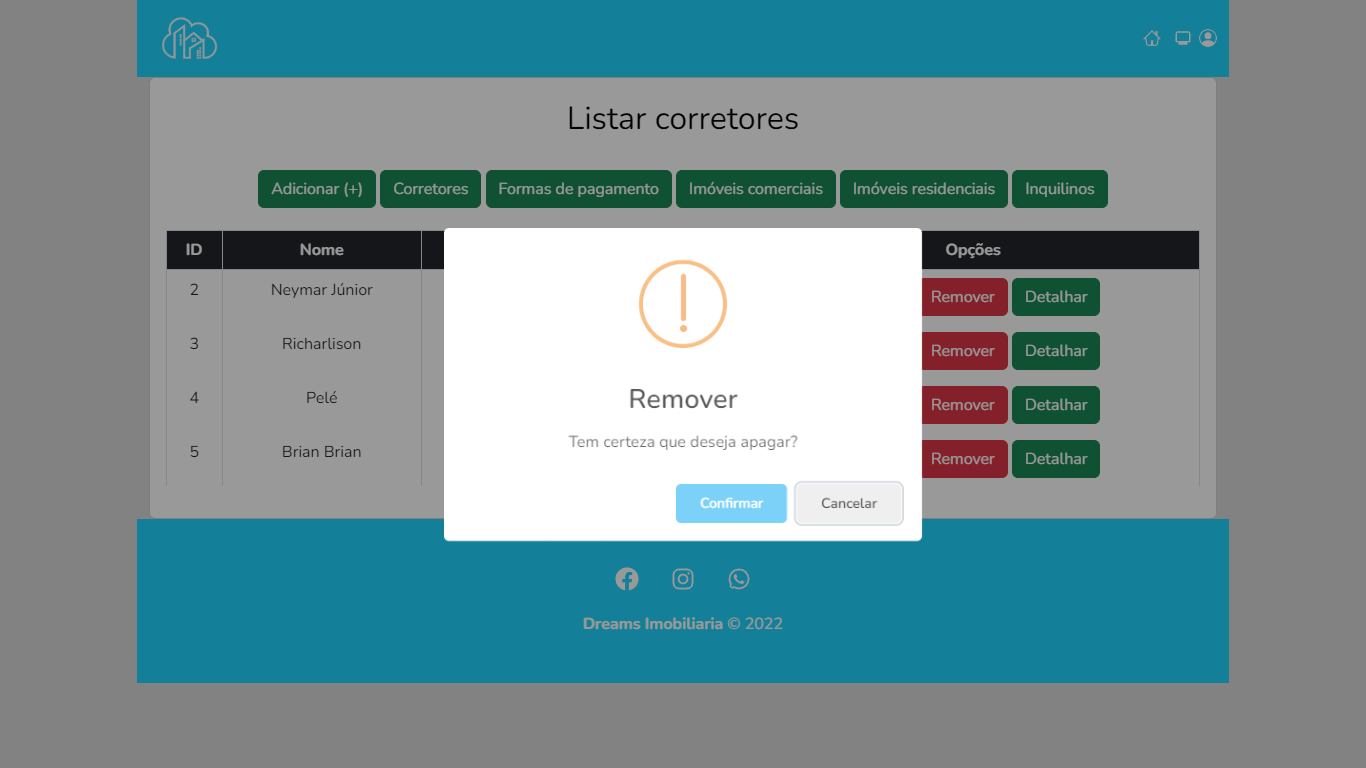 Listar corretores
Adicionar (+) Corretores Formas de pagamento Imóveis comerciais Imóveis residenciais Inquilinos
ID Nome Opções
2 Neymar Júnior Remover Detalhar
3 Richarlison Remover Detalhar
4 Pelé Remover Detalhar
5 Brian Brian Remover Detalhar
Remover
Tem certeza que deseja apagar?
Confirmar Cancelar
Dreams Imobiliaria © 2022